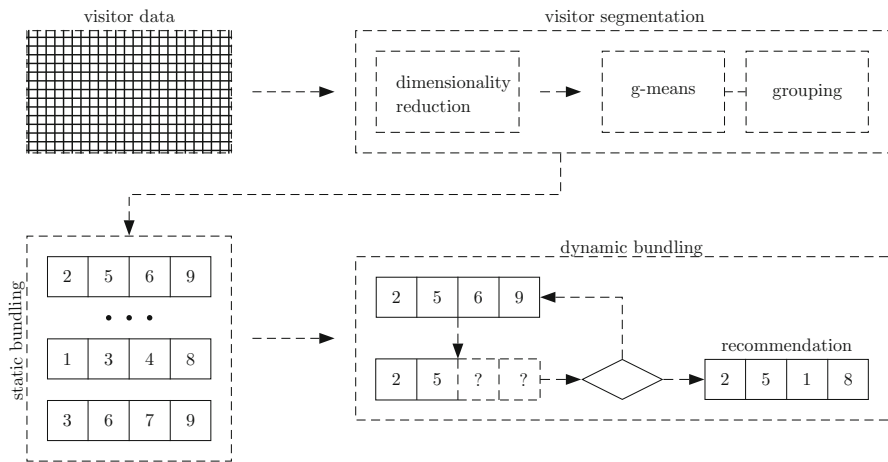 visitor data
visitor segmentation
dimensionality
reduction
g-means
grouping
static bundling
2 5 6 9
1 3 4 8
3 6 7 9
dynamic bundling
2 5 6 9
2 5 ? ?
recommendation
2 5 1 8